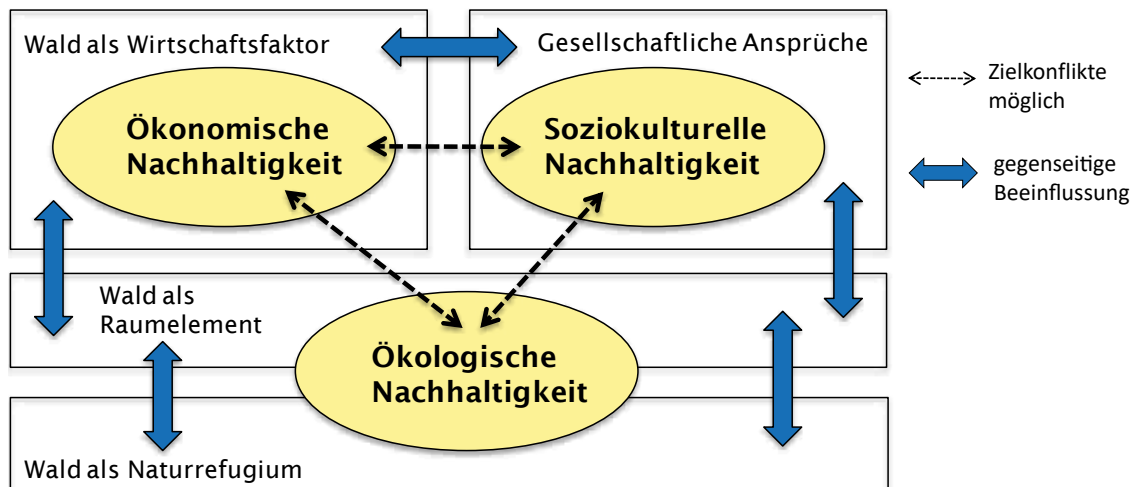 Wald als Wirtschaftsfaktor
Gesellschaftliche Ansprüche
Ökonomische
Nachhaltigkeit
Soziokulturelle
Nachhaltigkeit
Zielkonflikte
möglich
gegenseitige
Beeinflussung
Wald als
Raumelement
Ökologische
Nachhaltigkeit
Wald als Naturrefugium